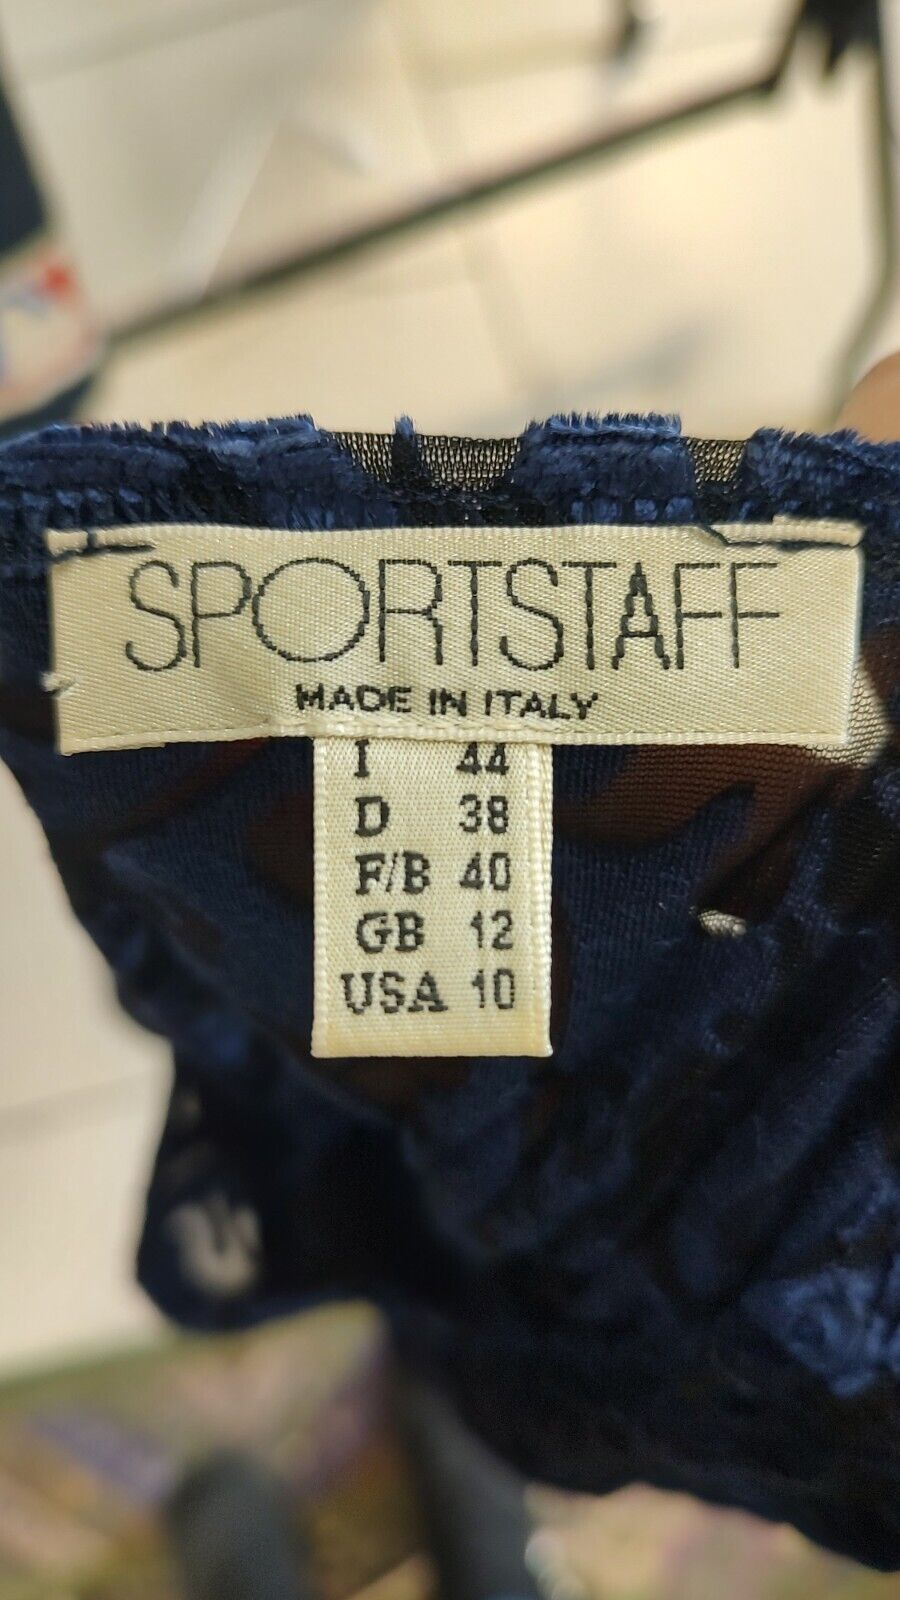 SPORTSTAFF
MADE IN ITALY
I 44
D 38
F/B 40
GB 12
USA 10